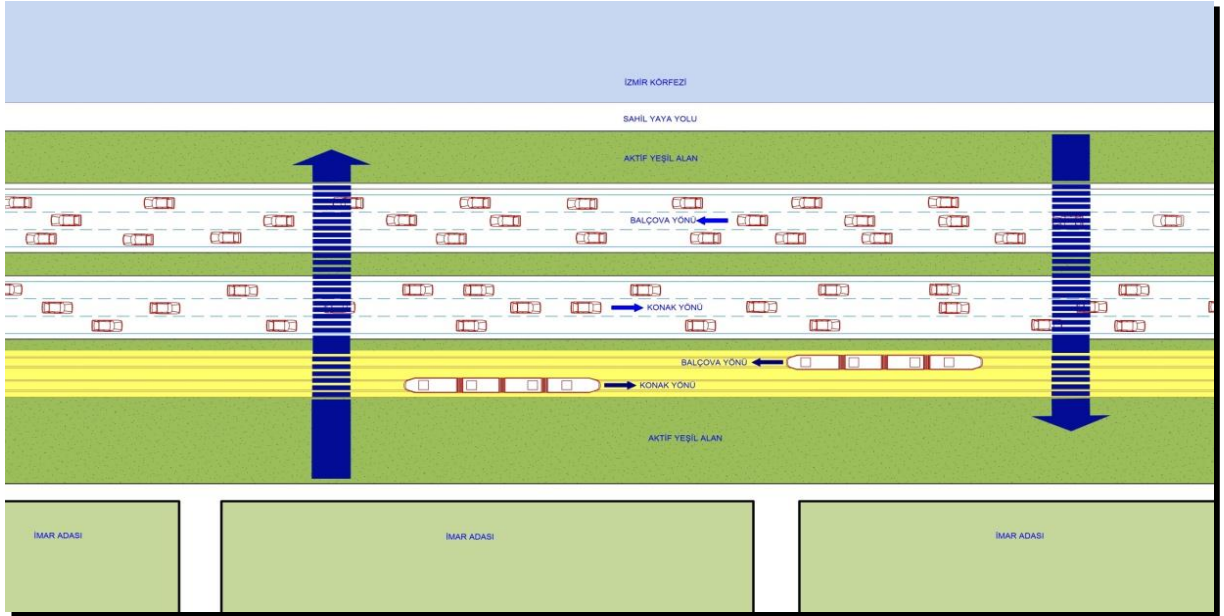 İZMİR KÖRFEZİ
SAHİL YAYA YOLU
AKTİF YEŞİL ALAN
BALÇOVA YÖNÜ
KONAK YÖNÜ
BALÇOVA YÖNÜ
KONAK YÖNÜ
AKTİF YEŞİL ALAN
İMAR ADASI
İMAR ADASI
İMAR ADASI